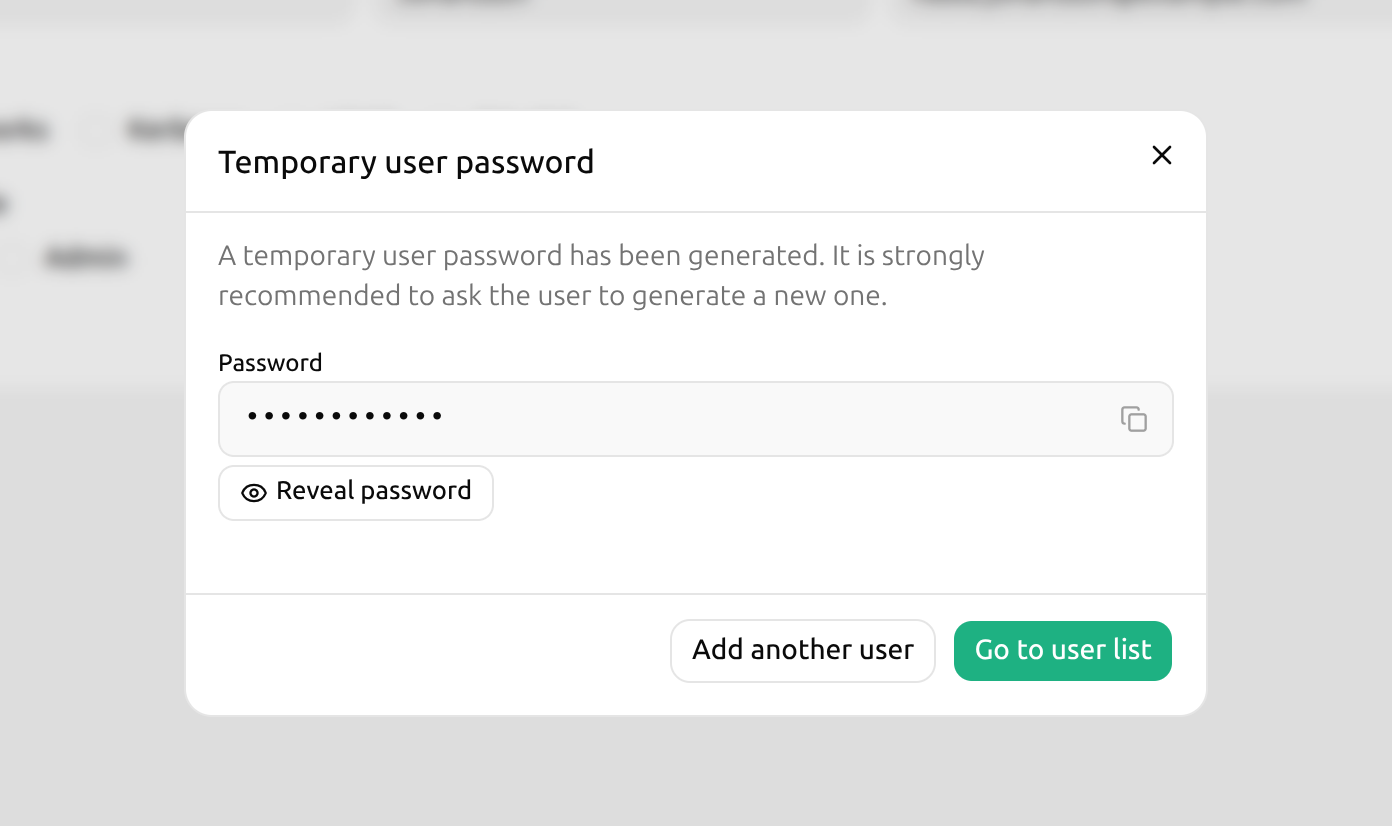 Admin
Temporary user password
A temporary user password has been generated. It is strongly
recommended to ask the user to generate a new one.
Password
••••••••••••
Reveal password
Add another user
Go to user list